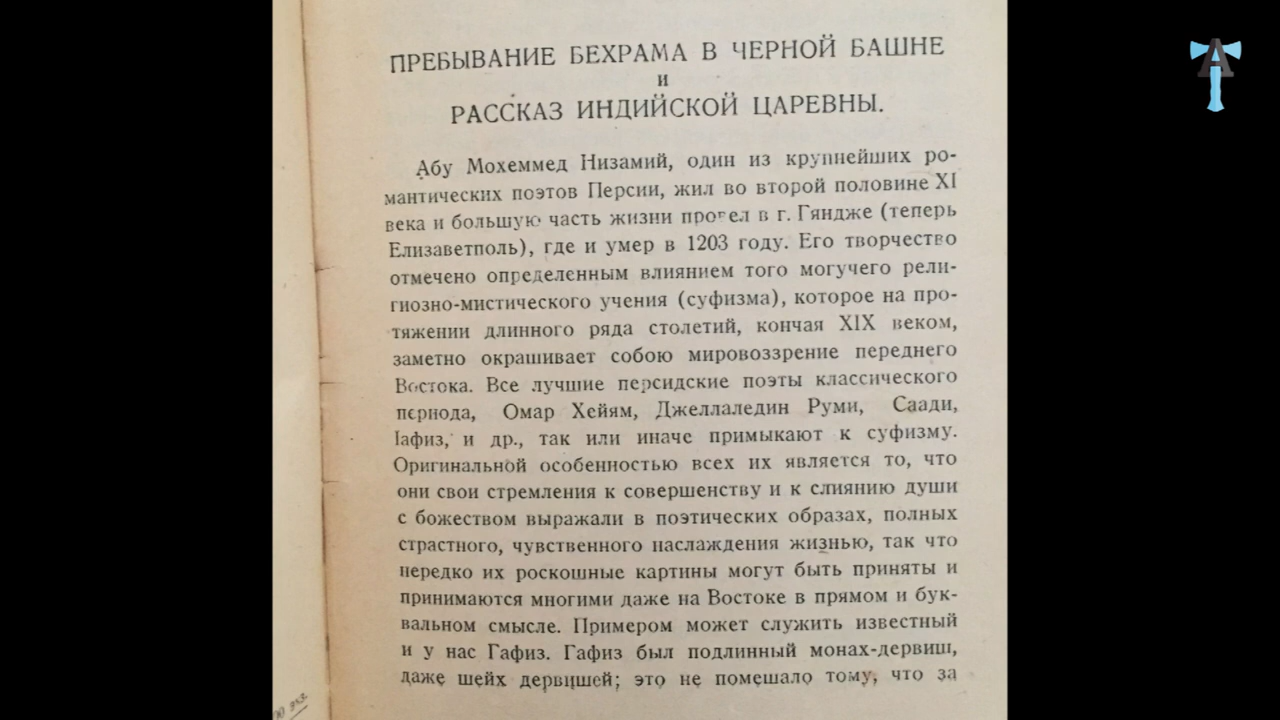 ПРЕБЫВАНИЕ БЕХРАМА В ЧЕРНОЙ БАШНЕ
И
РАССКАЗ ИНДИЙСКОЙ ЦАРЕВНЫ.
Абу Мохеммед Низамий, один из крупнейших ро-
мантических поэтов Персии, жил во второй половине XI
века и большую часть жизни провел в г. Гяндже (теперь
Елизаветполь), где и умер в 1203 году. Его творчество
отмечено определенным влиянием того могучего рели-
гиозно-мистического учения (суфизма), которое на про-
тяжении длинного ряда столетий, кончая XIX веком,
заметно окрашивает собою мировоззрение переднего
Востока. Все лучшие персидские поэты классического
периода, Омар Хейям, Джеллаледин Руми, Саади,
Гафиз, и др., так или иначе примыкают к суфизму.
Оригинальной особенностью всех их является то, что
они свои стремления к совершенству и к слиянию души
с божеством выражали в поэтических образах, полных
страстного, чувственного наслаждения жизнью, так что
нередко их роскошные картины могут быть приняты и
принимаются многими даже на Востоке в прямом и бук-
вальном смысле. Примером может служить известный
и у нас Гафиз. Гафиз был подлинный монах-дервиш,
даже шейх дервишей; это не помешало тому, что за